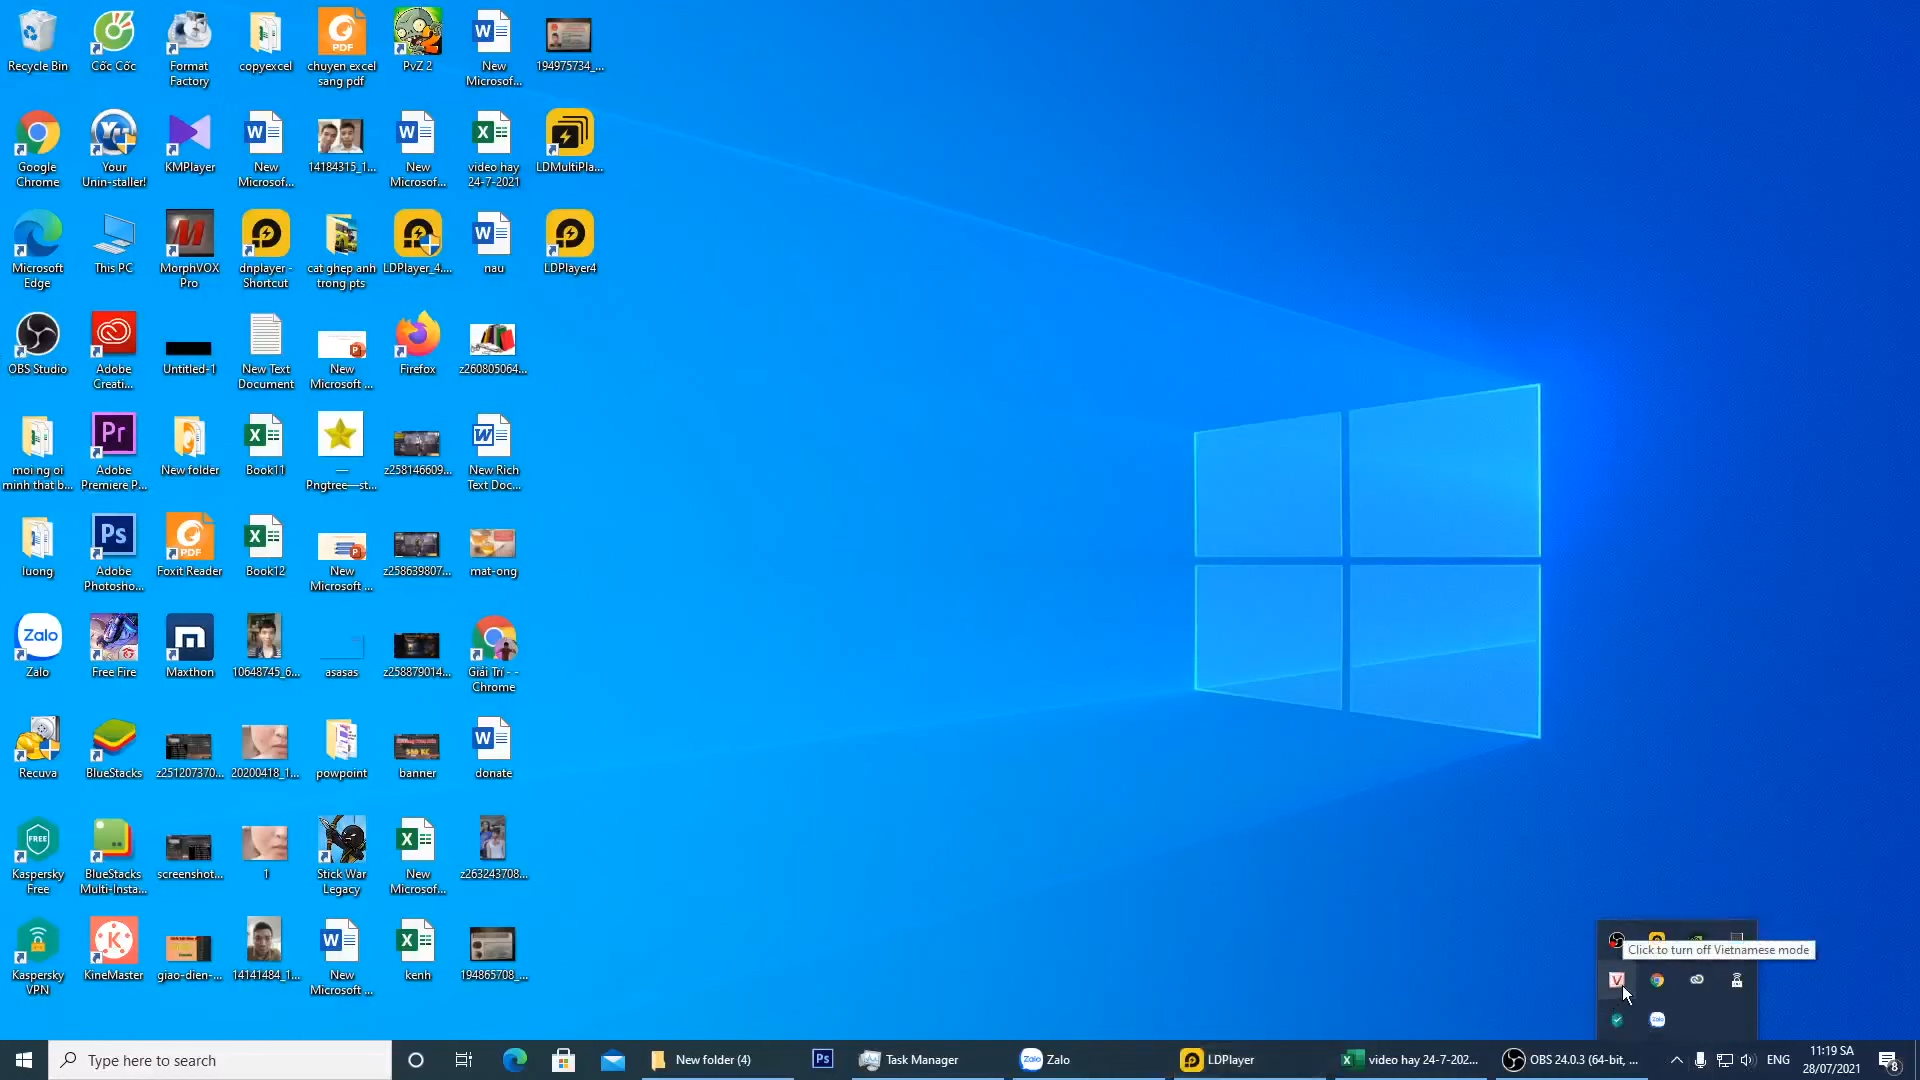 Recycle Bin
Cốc Cốc
Format
Factory
copyexcel
chuyen excel
sang pdf
PvZ 2
New
Microsof...
194975734_...
Google
Chrome
Your
Unin-staller!
KMPlayer
New
Microsof...
14184315_1...
New
Microsof...
video hay
24-7-2021
LDMultiPla...
Microsoft
Edge
This PC
MorphVOX
Pro
dnplayer -
Shortcut
cat ghep anh
trong pts
LDPlayer_4....
nau
LDPlayer4
OBS Studio
Adobe
Creati...
Untitled-1
New Text
Document
New
Microsoft ...
Firefox
z260805064...
moi ng oi
minh that b...
Adobe
Premiere P...
New folder
Book11
—
Pngtree—st...
z258146609...
New Rich
Text Doc...
luong
Adobe
Photosho...
Foxit Reader
Book12
New
Microsoft ...
z258639807...
mat-ong
Zalo
Free Fire
Maxthon
10648745_6...
asasas
z258879014...
Giải Trí - -
Chrome
Recuva
BlueStacks
z251207370...
20200418_1...
powpoint
banner
donate
Kaspersky
Free
BlueStacks
Multi-Insta...
screenshot...
1
Stick War
Legacy
New
Microsof...
z263243708...
Kaspersky
VPN
KineMaster
giao-dien-...
14141484_1...
New
Microsoft ...
kenh
194865708_...
Click to turn off Vietnamese mode
Type here to search
New folder (4)
Task Manager
Zalo
LDPlayer
video hay 24-7-202...
OBS 24.0.3 (64-bit, ...
ENG
11:19 SA
28/07/2021
8